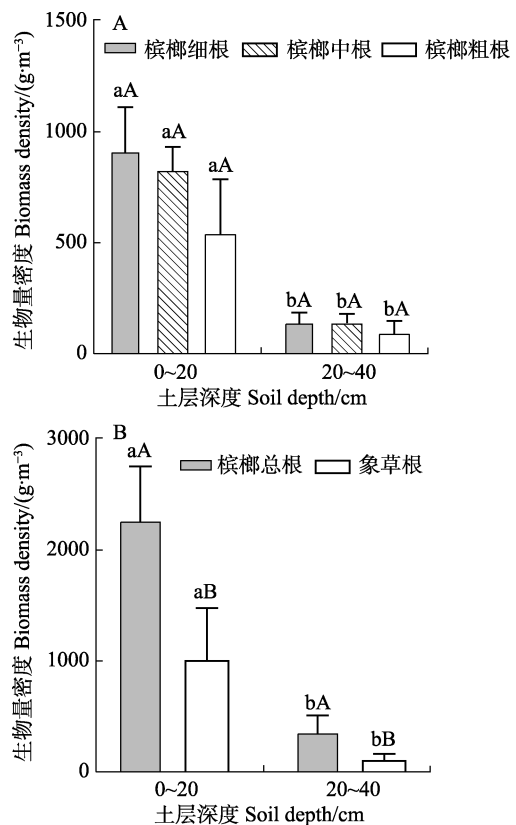 A
1500
槟榔细根 槟榔中根 槟榔粗根
aA
aA
aA
1000
500
bA bA bA
0
0~20 20~40
土层深度 Soil depth/cm
生物量密度 Biomass density/(g·m⁻³)
B
3000
aA
槟榔总根 象草根
2000
aB
1000
bA
bB
0
0~20 20~40
土层深度 Soil depth/cm
生物量密度 Biomass density/(g·m⁻³)